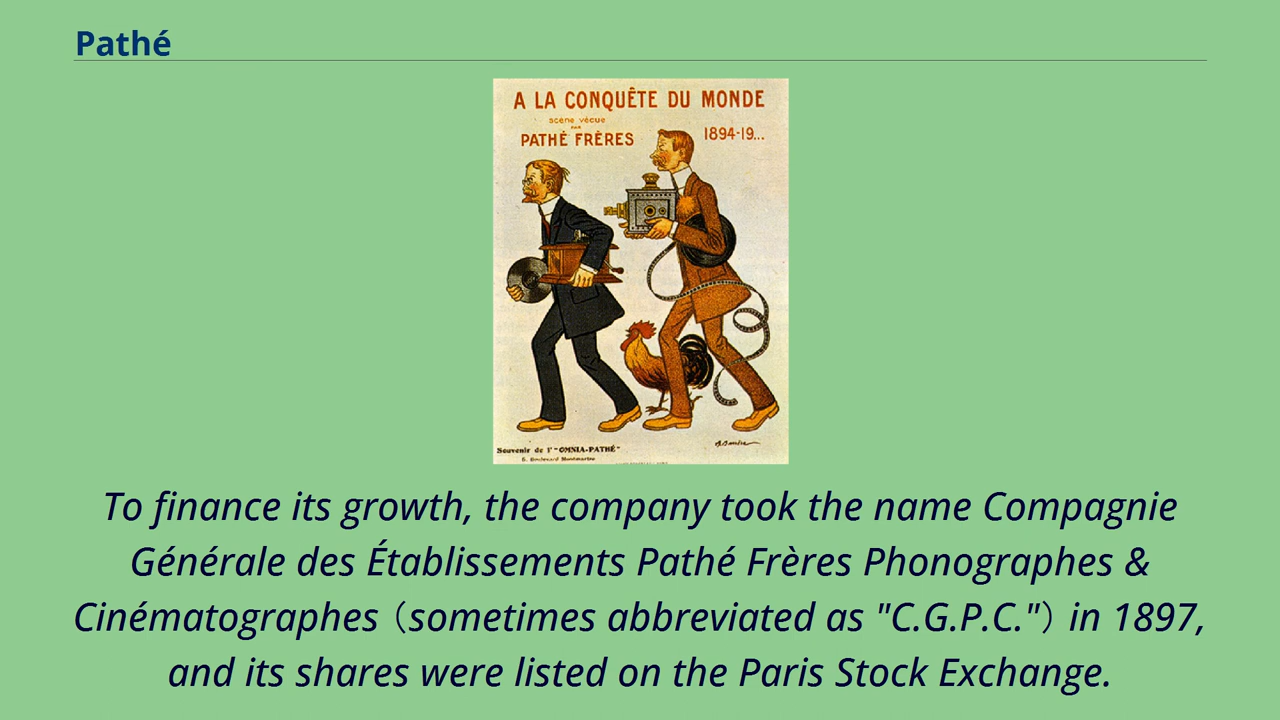 Pathé
A LA CONQUÊTE DU MONDE
scène vécue
PATHÉ FRÈRES
1894-19...
Souvenir de l'"OMNIA-PATHÉ"
5, Boulevard Montmartre
To finance its growth, the company took the name Compagnie
Générale des Établissements Pathé Frères Phonographes &
Cinématographes (sometimes abbreviated as "C.G.P.C.") in 1897,
and its shares were listed on the Paris Stock Exchange.